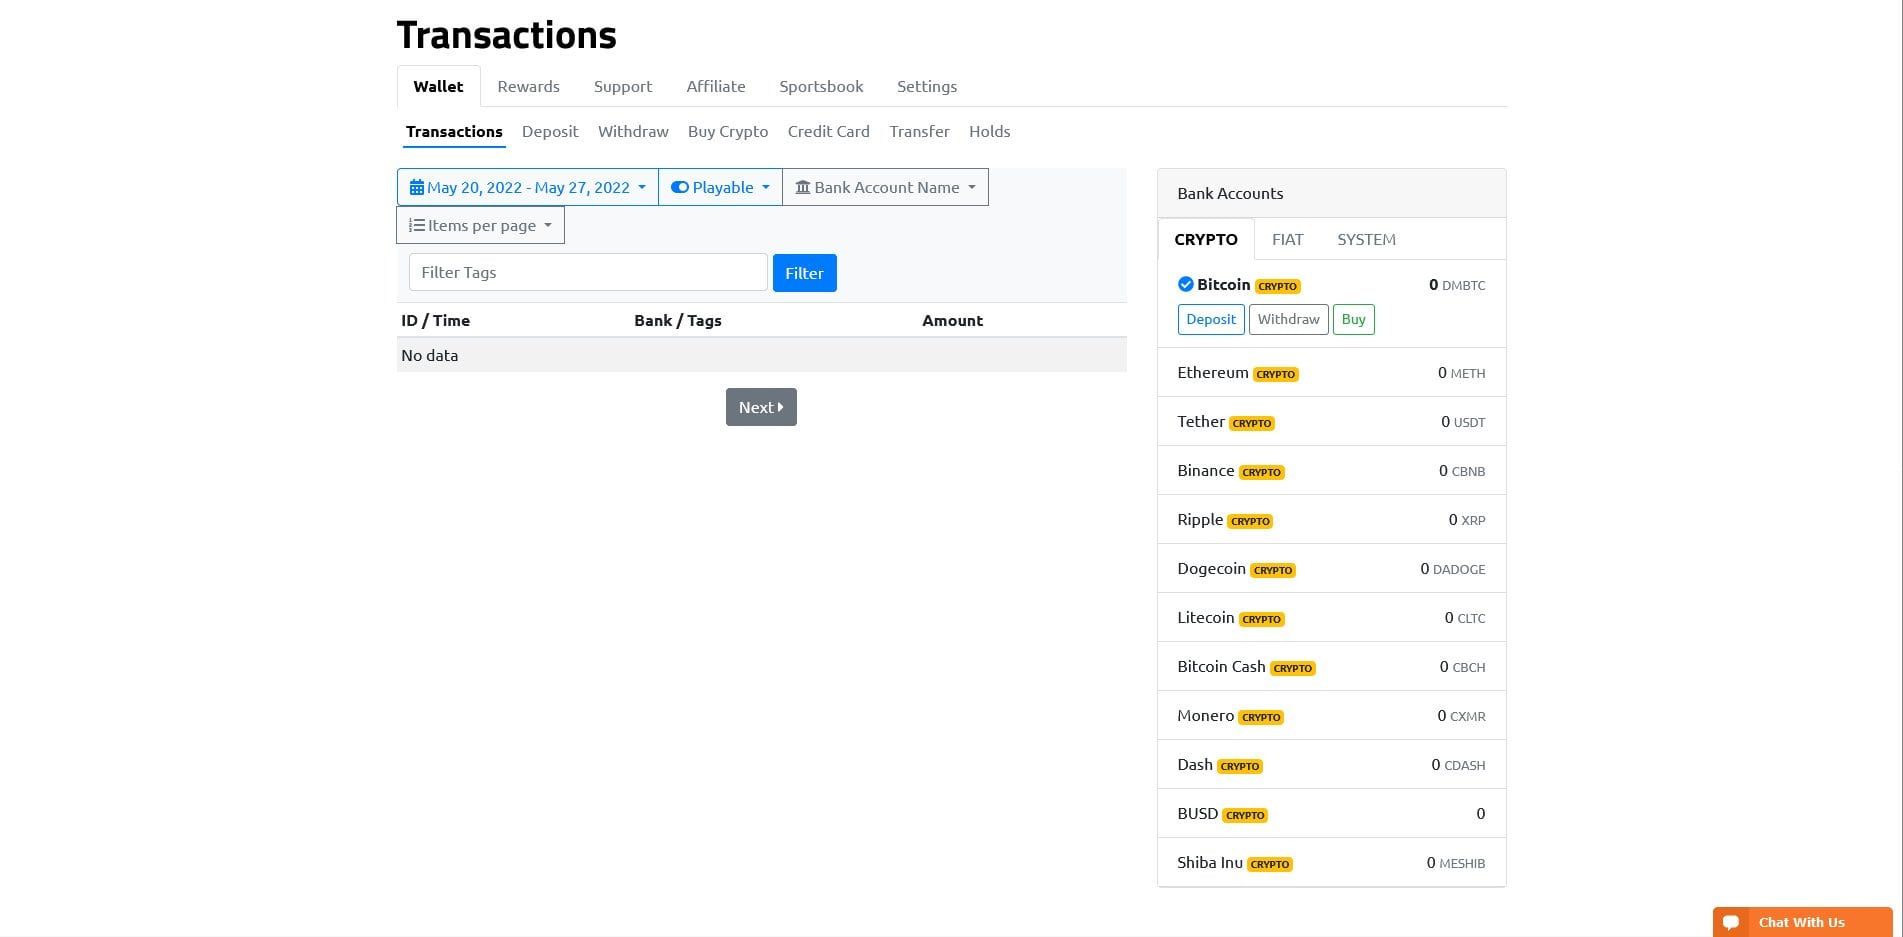 Transactions
Wallet Rewards Support Affiliate Sportsbook Settings
Transactions Deposit Withdraw Buy Crypto Credit Card Transfer Holds
May 20, 2022 - May 27, 2022 Playable Bank Account Name
Items per page
Filter Tags Filter
ID / Time Bank / Tags Amount
No data
Next
Bank Accounts
CRYPTO FIAT SYSTEM
Bitcoin CRYPTO 0 DMBTC
Deposit Withdraw Buy
Ethereum CRYPTO 0 METH
Tether CRYPTO 0 USDT
Binance CRYPTO 0 CBNB
Ripple CRYPTO 0 XRP
Dogecoin CRYPTO 0 DADOGE
Litecoin CRYPTO 0 CLTC
Bitcoin Cash CRYPTO 0 CBCH
Monero CRYPTO 0 CXMR
Dash CRYPTO 0 CDASH
BUSD CRYPTO 0
Shiba Inu CRYPTO 0 MESHIB
Chat With Us